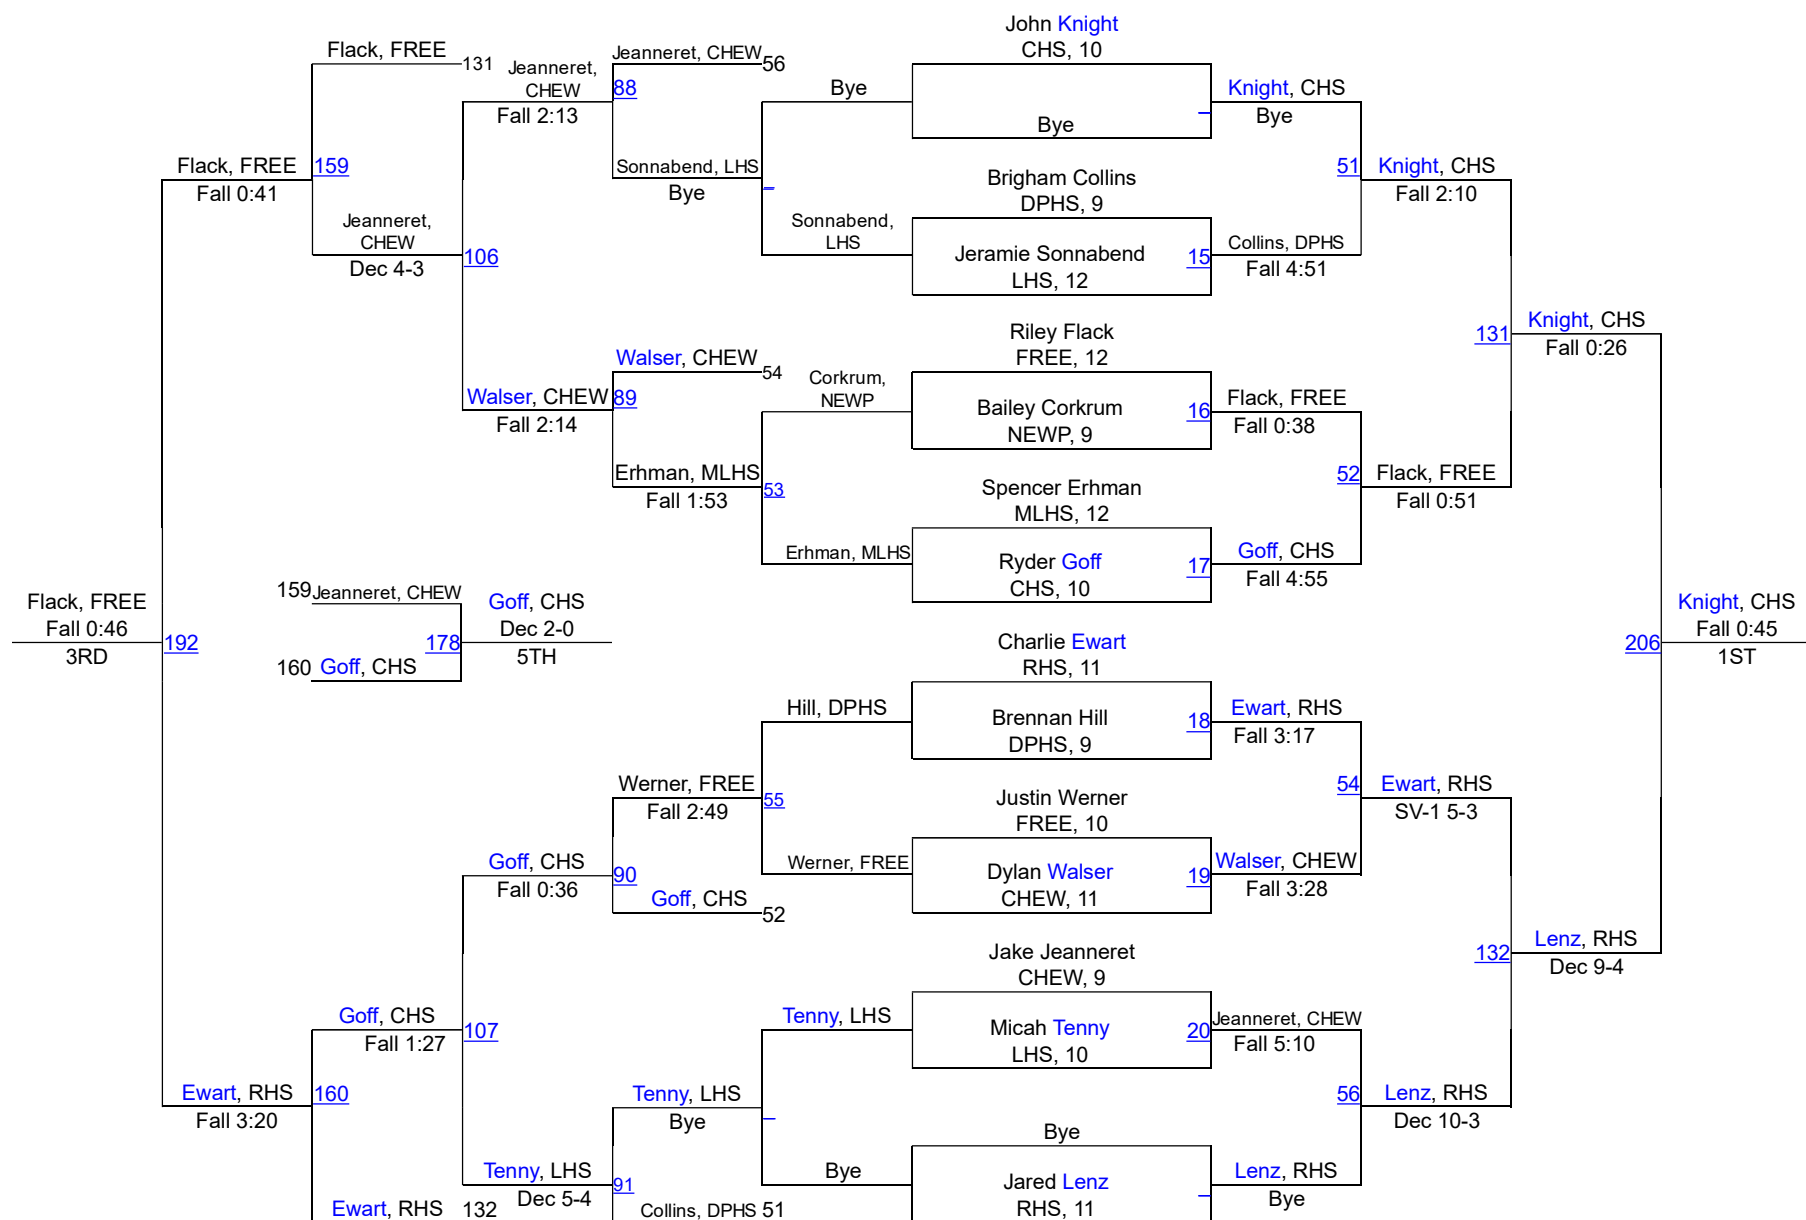 John Knight
CHS, 10
Flack, FREE
131
Jeanneret,
CHEW
Fall 2:13
Jeanneret, CHEW
56
88
Bye
Bye
Knight, CHS
Bye
Flack, FREE
Fall 0:41
159
Sonnabend, LHS
Bye
Brigham Collins
DPHS, 9
51
Knight, CHS
Fall 2:10
Jeanneret,
CHEW
Dec 4-3
106
Sonnabend,
LHS
Jeramie Sonnabend
LHS, 12
15
Collins, DPHS
Fall 4:51
Riley Flack
FREE, 12
131
Knight, CHS
Fall 0:26
Walser, CHEW
54
Walser, CHEW
Fall 2:14
89
Corkrum,
NEWP
Bailey Corkrum
NEWP, 9
16
Flack, FREE
Fall 0:38
Erhman, MLHS
Fall 1:53
53
Spencer Erhman
MLHS, 12
52
Flack, FREE
Fall 0:51
Erhman, MLHS
Ryder Goff
CHS, 10
17
Goff, CHS
Fall 4:55
Flack, FREE
Fall 0:46
3RD
192
159
Jeanneret, CHEW
160
Goff, CHS
178
Goff, CHS
Dec 2-0
5TH
Charlie Ewart
RHS, 11
206
Knight, CHS
Fall 0:45
1ST
Hill, DPHS
Brennan Hill
DPHS, 9
18
Ewart, RHS
Fall 3:17
Werner, FREE
Fall 2:49
55
Justin Werner
FREE, 10
54
Ewart, RHS
SV-1 5-3
Goff, CHS
Fall 0:36
90
Goff, CHS
52
Werner, FREE
Dylan Walser
CHEW, 11
19
Walser, CHEW
Fall 3:28
Jake Jeanneret
CHEW, 9
132
Lenz, RHS
Dec 9-4
Goff, CHS
Fall 1:27
107
Tenny, LHS
Micah Tenny
LHS, 10
20
Jeanneret, CHEW
Fall 5:10
Ewart, RHS
Fall 3:20
160
Tenny, LHS
Bye
Bye
56
Lenz, RHS
Dec 10-3
Tenny, LHS
Dec 5-4
91
Bye
Jared Lenz
RHS, 11
Lenz, RHS
Bye
Ewart, RHS
132
Collins, DPHS
51